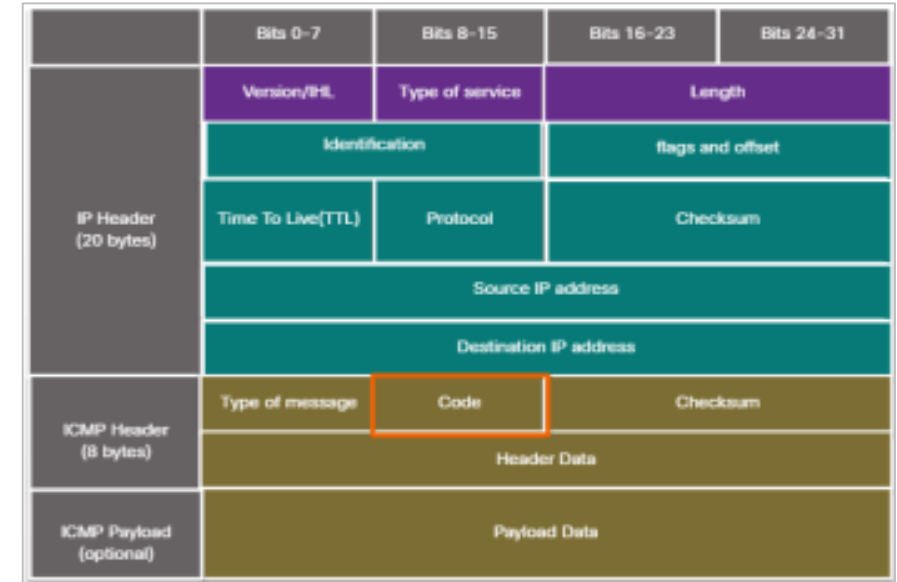 Bits 0-7 Bits 8-15 Bits 16-23 Bits 24-31
Version/IHL Type of service Length
Identification flags and offset
IP Header
(20 bytes)
Time To Live(TTL) Protocol Checksum
Source IP address
Destination IP address
ICMP Header
(8 bytes)
Type of message Code Checksum
Header Data
ICMP Payload
(optional)
Payload Data